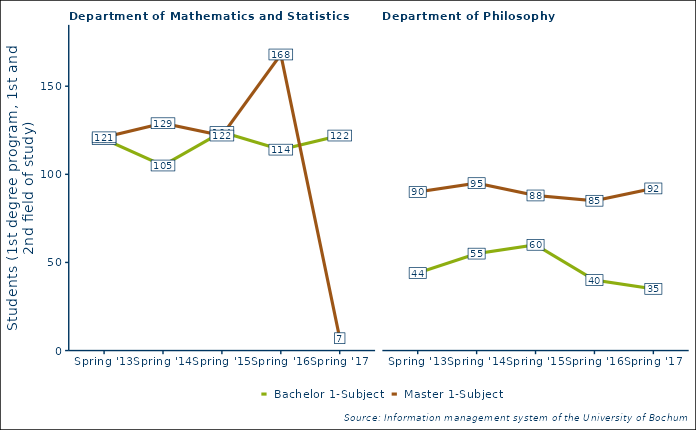 Department of Mathematics and Statistics
Department of Philosophy
Students (1st degree program, 1st and
2nd field of study)
150
100
50
0
121
129
122
168
7
105
114
122
90
95
88
85
92
44
55
60
40
35
Spring '13 Spring '14 Spring '15 Spring '16 Spring '17
Spring '13 Spring '14 Spring '15 Spring '16 Spring '17
Bachelor 1-Subject Master 1-Subject
Source: Information management system of the University of Bochum